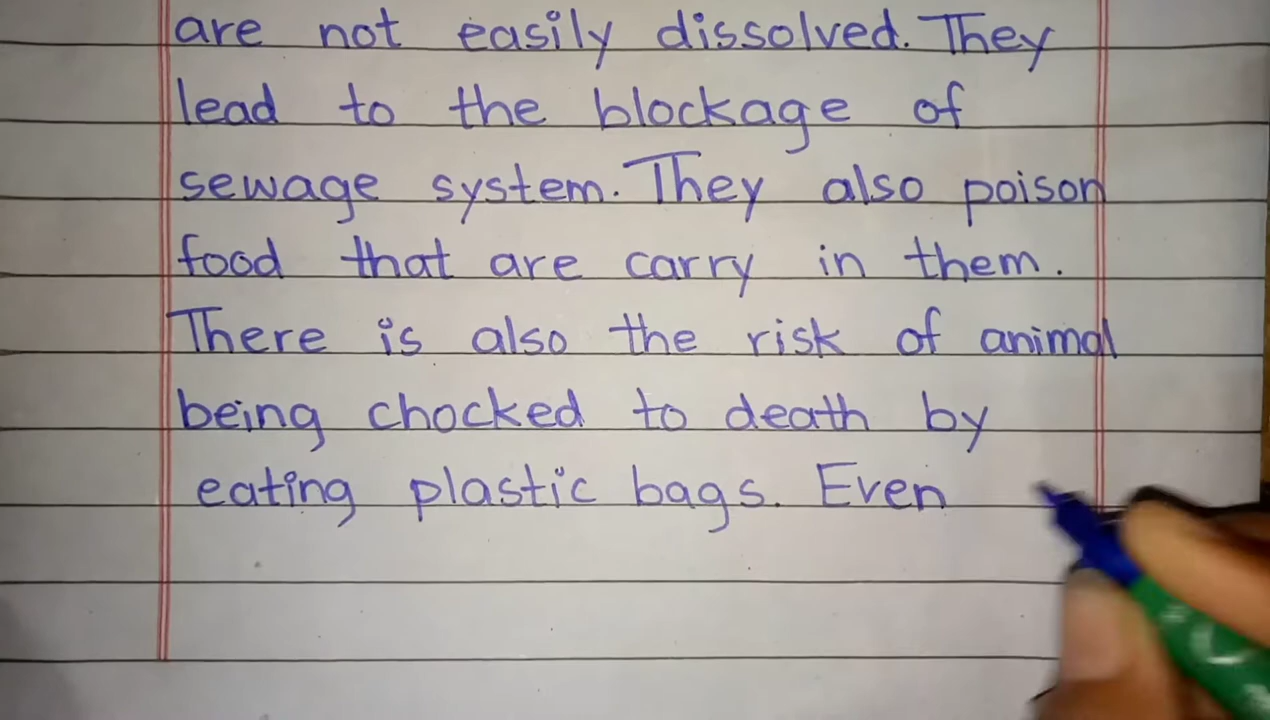 are not easily dissolved. They
lead to the blockage of
sewage system. They also poison
food that are carry in them.
There is also the risk of animal
being chocked to death by
eating plastic bags. Even